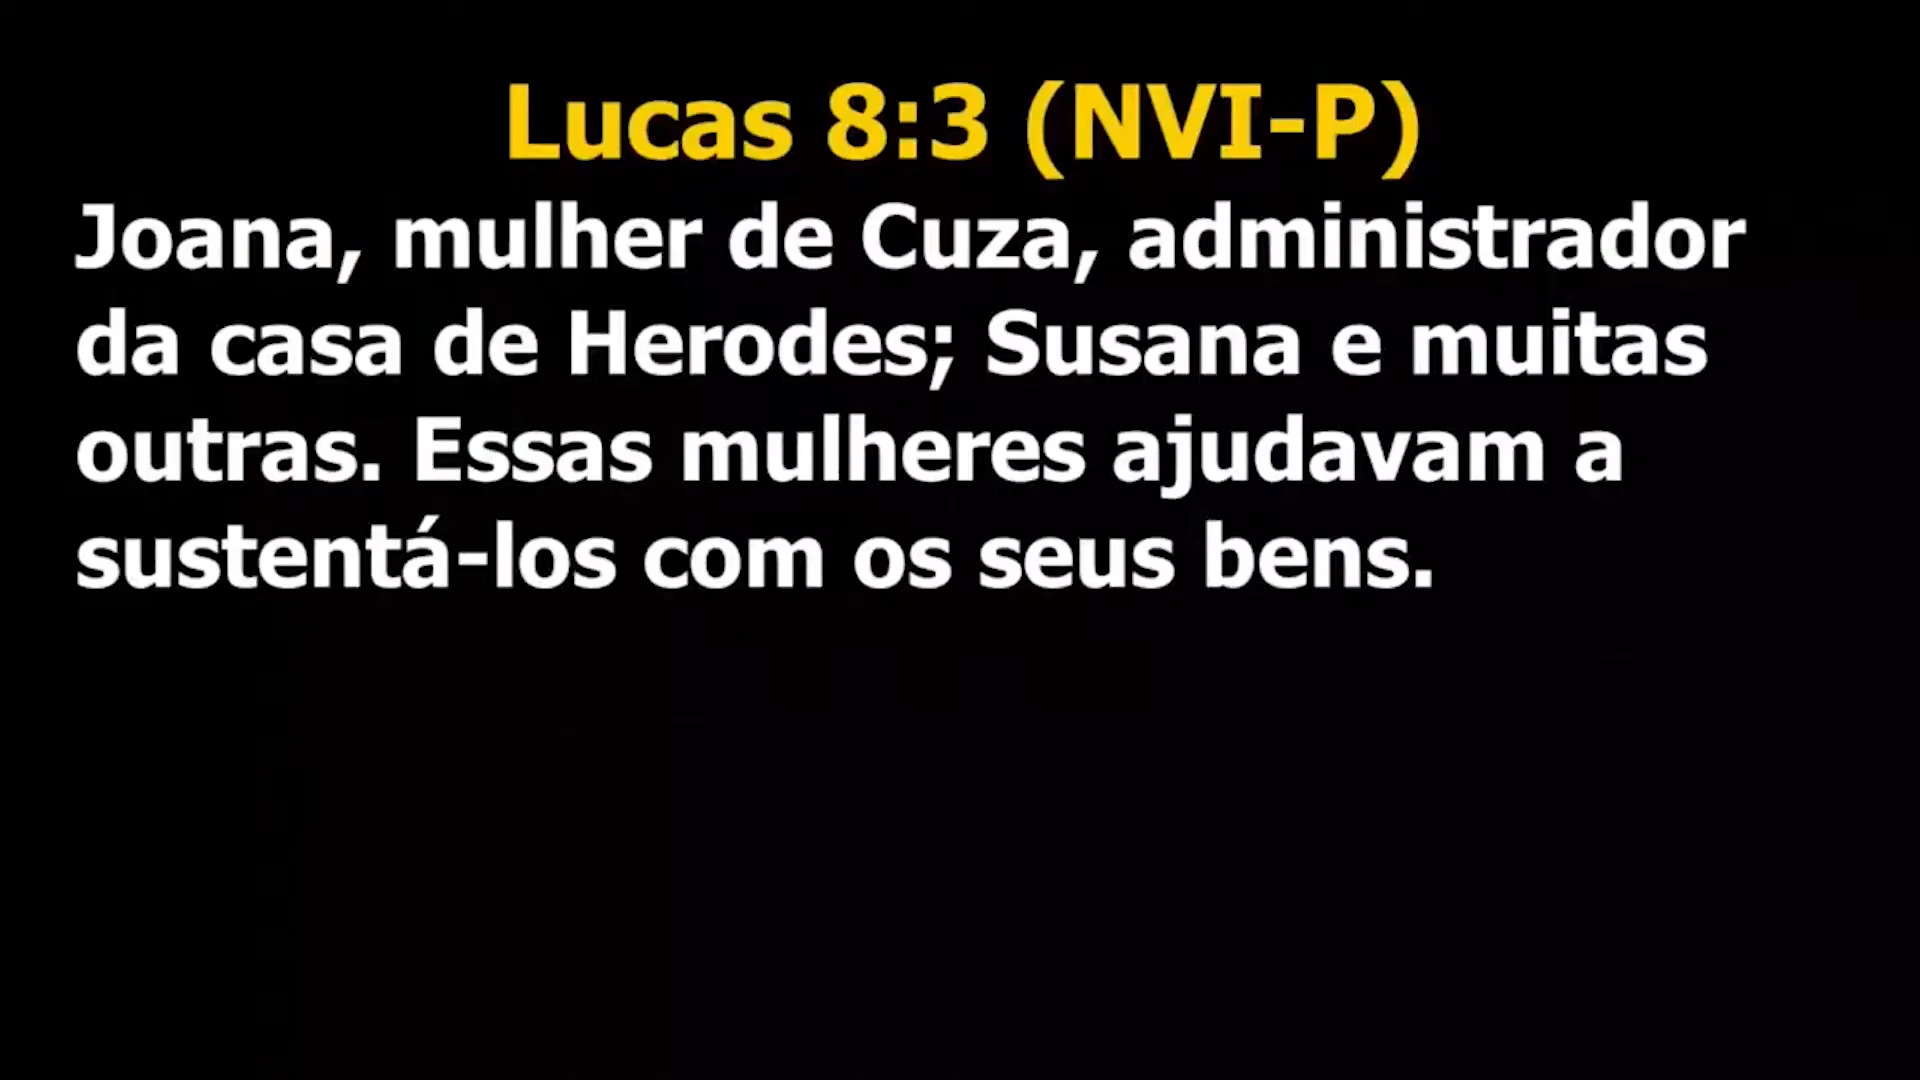 Lucas 8:3 (NVI-P)
Joana, mulher de Cuza, administrador
da casa de Herodes; Susana e muitas
outras. Essas mulheres ajudavam a
sustentá-los com os seus bens.